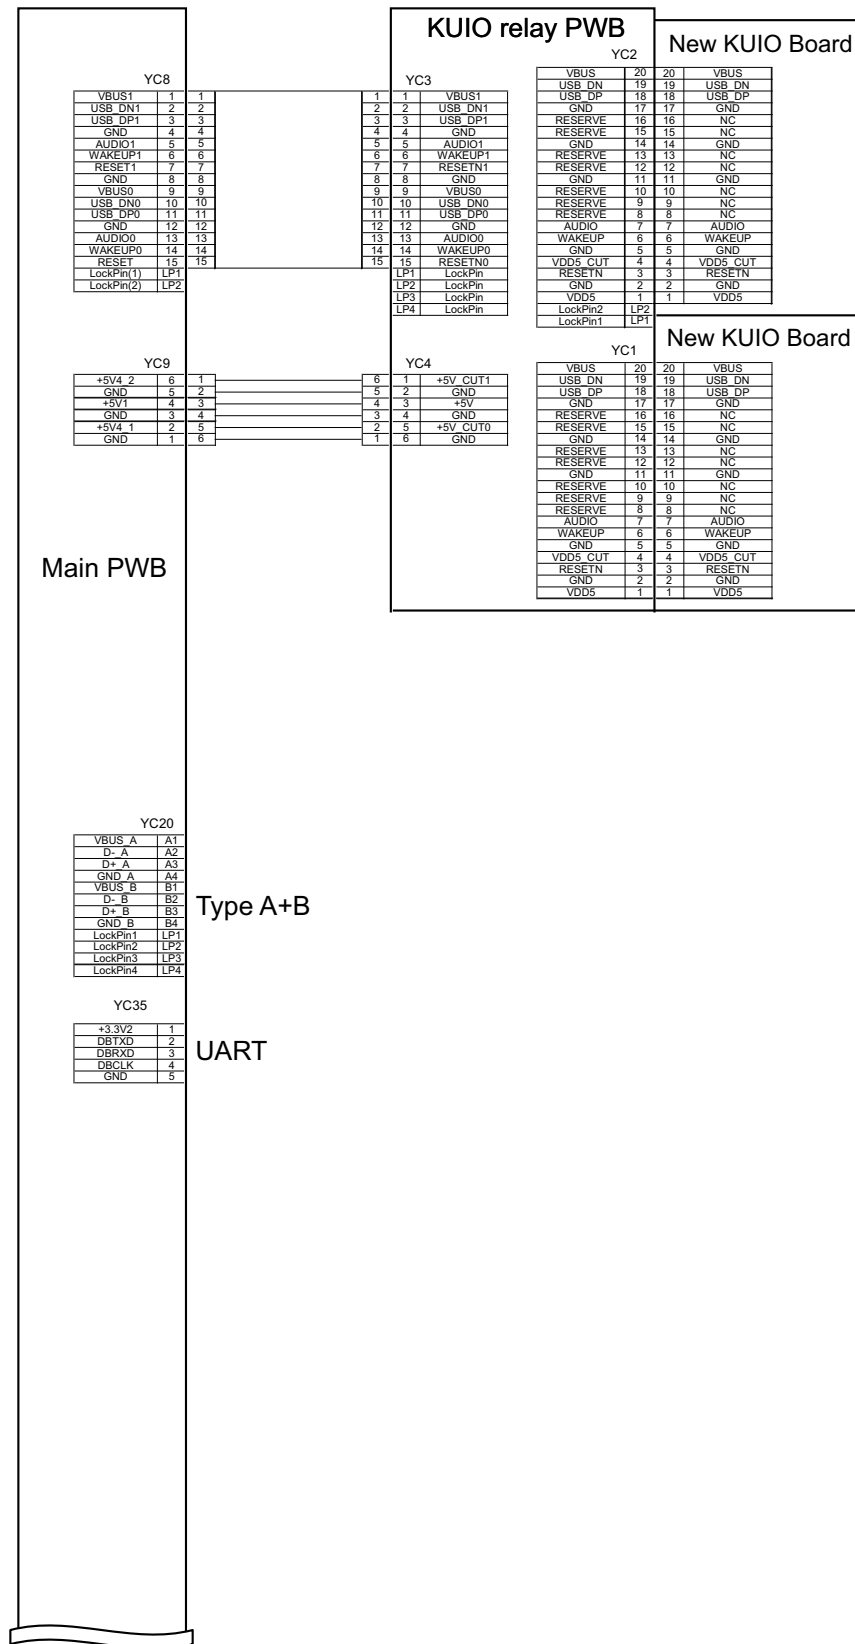 KUIO relay PWB
New KUIO Board
YC8
VBUS1 1 1
USB_DN1 2 2
USB_DP1 3 3
GND 4 4
AUDIO1 5 5
WAKEUP1 6 6
RESET1 7 7
GND 8 8
VBUS0 9 9
USB_DN0 10 10
USB_DP0 11 11
GND 12 12
AUDIO0 13 13
WAKEUP0 14 14
RESET 15 15
LockPin(1) LP1
LockPin(2) LP2
YC3
1 1 VBUS1
2 2 USB_DN1
3 3 USB_DP1
4 4 GND
5 5 AUDIO1
6 6 WAKEUP1
7 7 RESETN1
8 8 GND
9 9 VBUS0
10 10 USB_DN0
11 11 USB_DP0
12 12 GND
13 13 AUDIO0
14 14 WAKEUP0
15 15 RESETN0
LP1 LockPin
LP2 LockPin
LP3 LockPin
LP4 LockPin
YC2
VBUS 20 20 VBUS
USB_DN 19 19 USB_DN
USB_DP 18 18 USB_DP
GND 17 17 GND
RESERVE 16 16 NC
RESERVE 15 15 NC
GND 14 14 GND
RESERVE 13 13 NC
RESERVE 12 12 NC
GND 11 11 GND
RESERVE 10 10 NC
RESERVE 9 9 NC
RESERVE 8 8 NC
AUDIO 7 7 AUDIO
WAKEUP 6 6 WAKEUP
GND 5 5 GND
VDD5_CUT 4 4 VDD5_CUT
RESETN 3 3 RESETN
GND 2 2 GND
VDD5 1 1 VDD5
LockPin2 LP2
LockPin1 LP1
New KUIO Board
YC9
+5V4_2 6 1
GND 5 2
+5V1 4 3
GND 3 4
+5V4_1 2 5
GND 1 6
YC4
6 1 +5V_CUT1
5 2 GND
4 3 +5V
3 4 GND
2 5 +5V_CUT0
1 6 GND
YC1
VBUS 20 20 VBUS
USB_DN 19 19 USB_DN
USB_DP 18 18 USB_DP
GND 17 17 GND
RESERVE 16 16 NC
RESERVE 15 15 NC
GND 14 14 GND
RESERVE 13 13 NC
RESERVE 12 12 NC
GND 11 11 GND
RESERVE 10 10 NC
RESERVE 9 9 NC
RESERVE 8 8 NC
AUDIO 7 7 AUDIO
WAKEUP 6 6 WAKEUP
GND 5 5 GND
VDD5_CUT 4 4 VDD5_CUT
RESETN 3 3 RESETN
GND 2 2 GND
VDD5 1 1 VDD5
Main PWB
YC20
VBUS_A A1
D-_A A2
D+_A A3
GND_A A4
VBUS_B B1
D-_B B2
D+_B B3
GND_B B4
LockPin1 LP1
LockPin2 LP2
LockPin3 LP3
LockPin4 LP4
Type A+B
YC35
+3.3V2 1
DBTXD 2
DBRXD 3
DBCLK 4
GND 5
UART